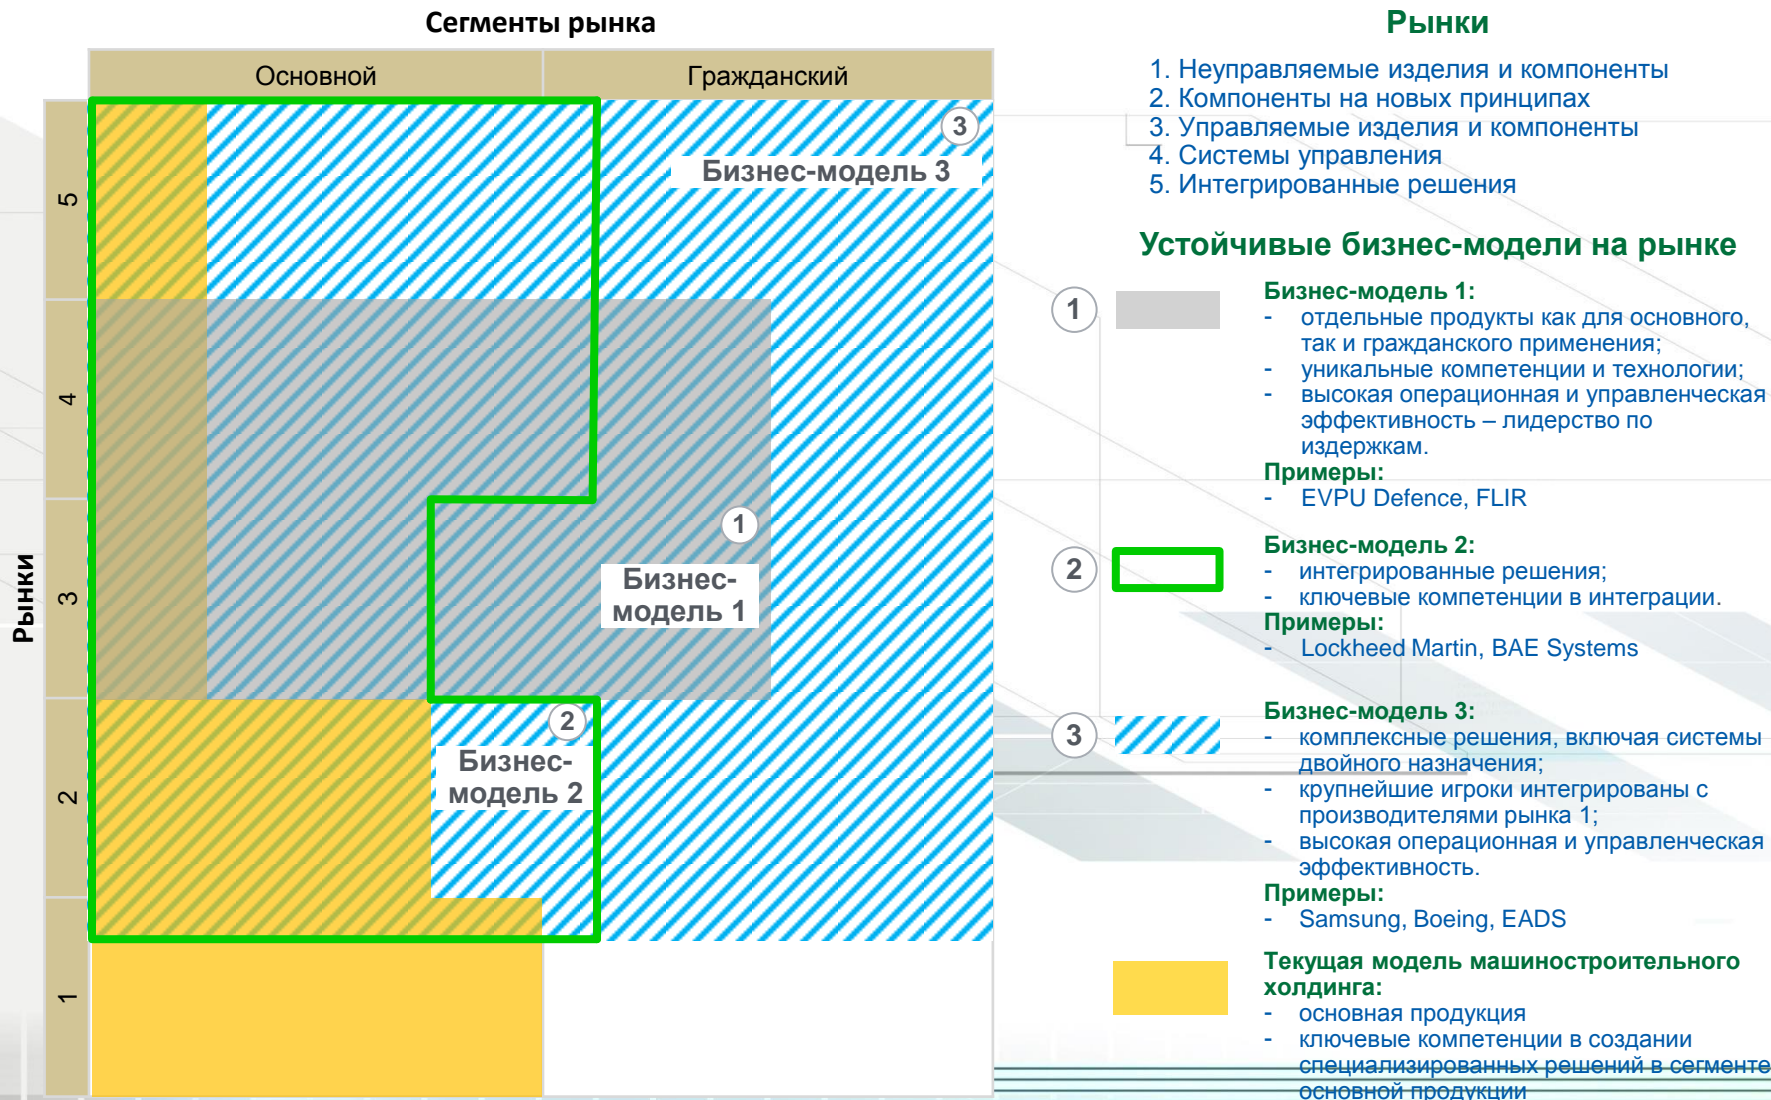 Сегменты рынка
Основной
Гражданский
Рынки
5
4
3
2
1
3
Бизнес-модель 3
1
Бизнес-
модель 1
2
Бизнес-
модель 2
Рынки
1. Неуправляемые изделия и компоненты
2. Компоненты на новых принципах
3. Управляемые изделия и компоненты
4. Системы управления
5. Интегрированные решения
Устойчивые бизнес-модели на рынке
1
Бизнес-модель 1:
- отдельные продукты как для основного,
так и гражданского применения;
- уникальные компетенции и технологии;
- высокая операционная и управленческая
эффективность – лидерство по
издержкам.
Примеры:
- EVPU Defence, FLIR
2
Бизнес-модель 2:
- интегрированные решения;
- ключевые компетенции в интеграции.
Примеры:
- Lockheed Martin, BAE Systems
3
Бизнес-модель 3:
- комплексные решения, включая системы
двойного назначения;
- крупнейшие игроки интегрированы с
производителями рынка 1;
- высокая операционная и управленческая
эффективность.
Примеры:
- Samsung, Boeing, EADS
Текущая модель машиностроительного
холдинга:
- основная продукция
- ключевые компетенции в создании
специализированных решений в сегменте
основной продукции